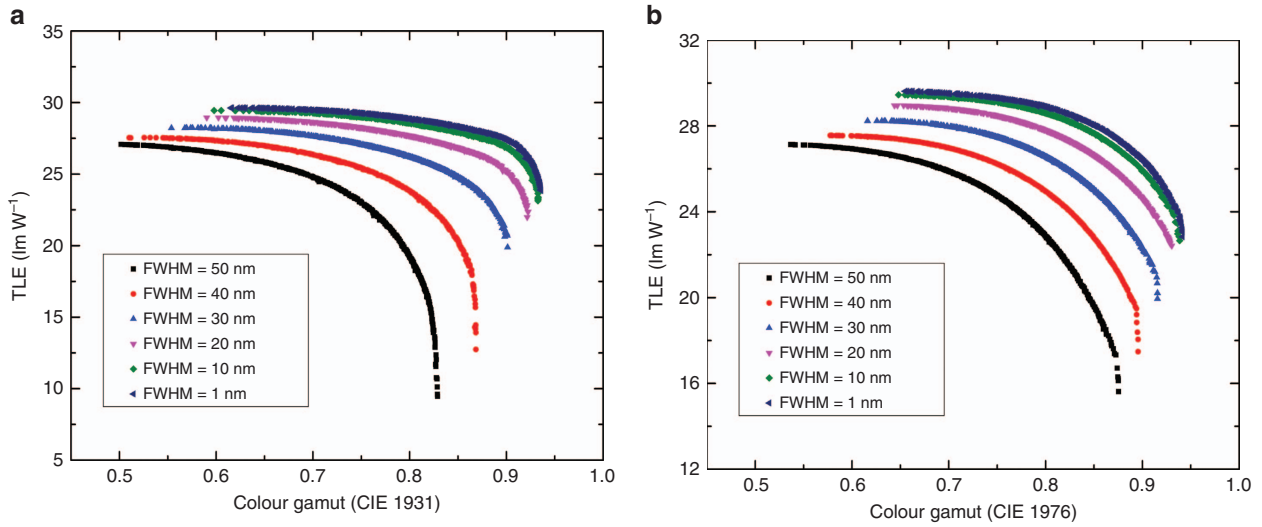 a
35
30
25
20
15
10
5
TLE (lm W⁻¹)
FWHM = 50 nm
FWHM = 40 nm
FWHM = 30 nm
FWHM = 20 nm
FWHM = 10 nm
FWHM = 1 nm
0.5 0.6 0.7 0.8 0.9 1.0
Colour gamut (CIE 1931)
b
32
28
24
20
16
12
TLE (lm W⁻¹)
FWHM = 50 nm
FWHM = 40 nm
FWHM = 30 nm
FWHM = 20 nm
FWHM = 10 nm
FWHM = 1 nm
0.5 0.6 0.7 0.8 0.9 1.0
Colour gamut (CIE 1976)